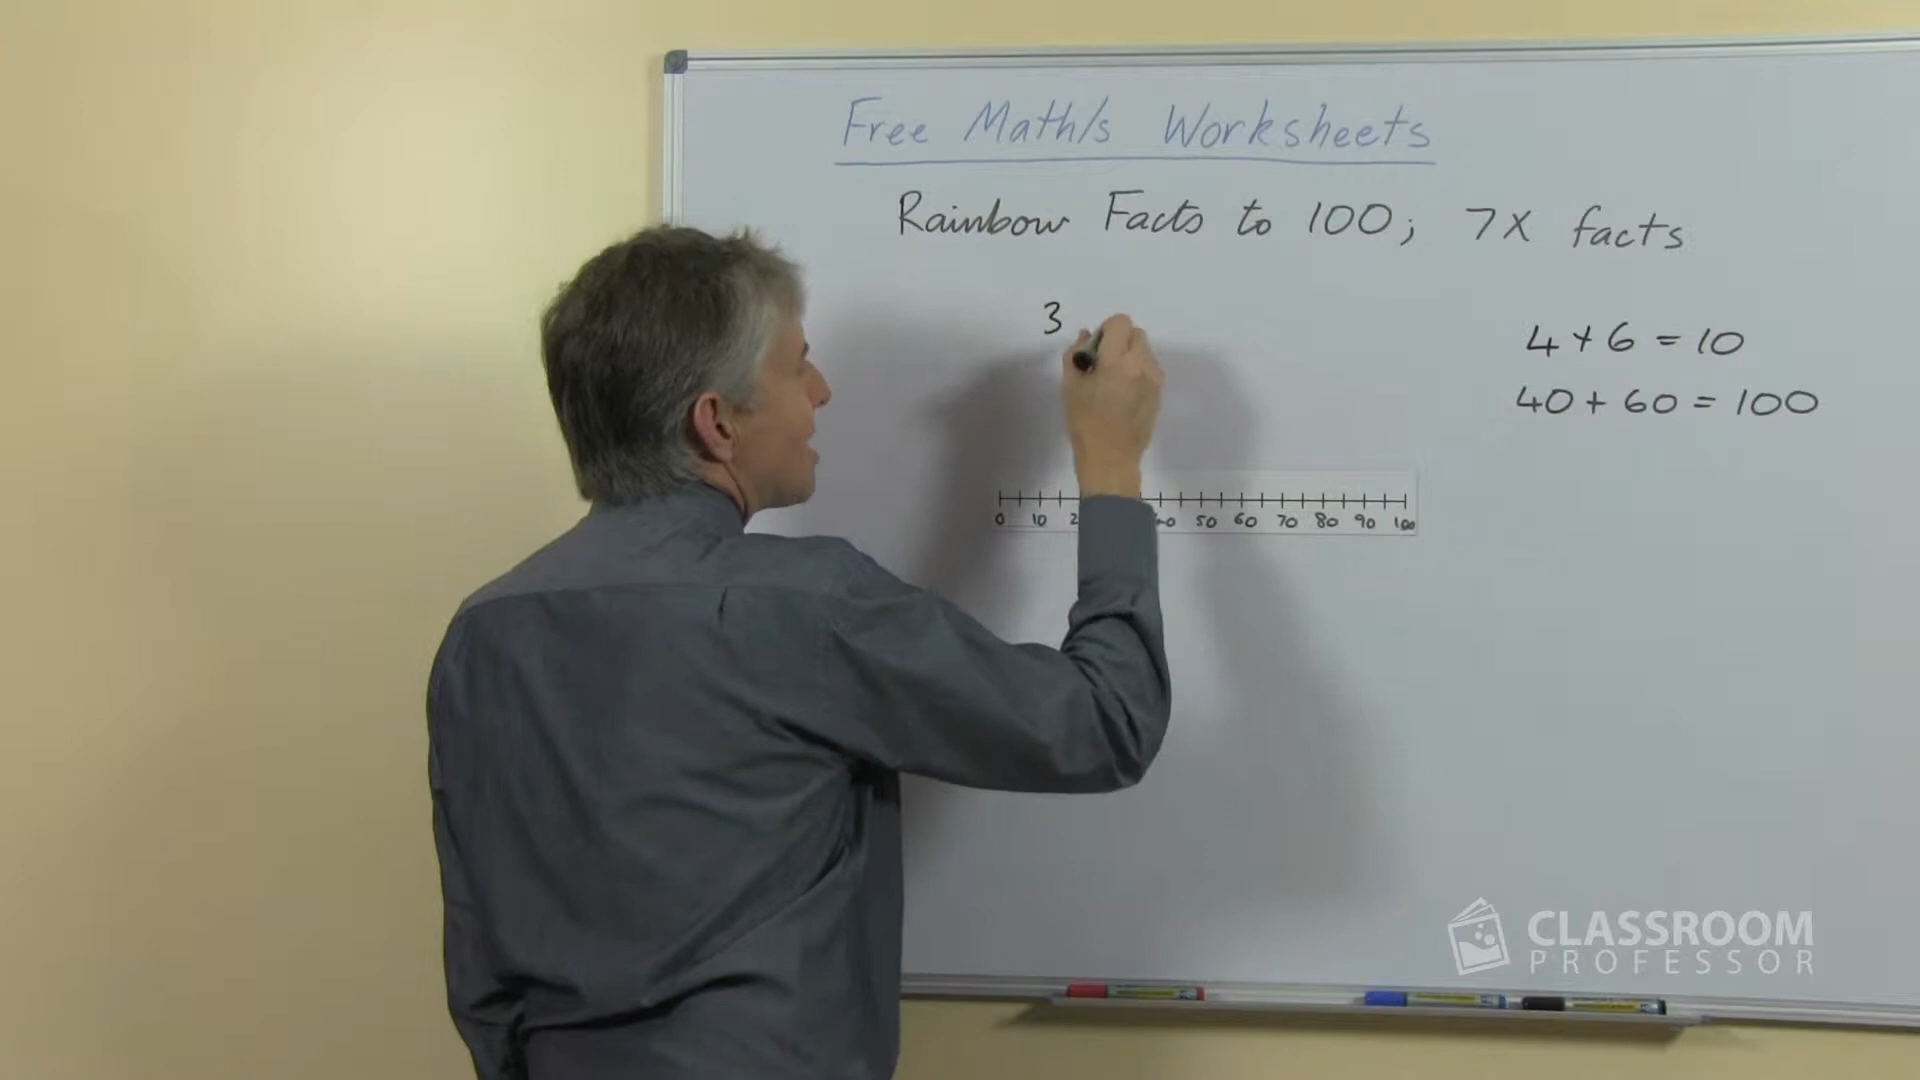 Free Math/s Worksheets
Rainbow Facts to 100; 7X facts
3
4 + 6 = 10
40 + 60 = 100
0 10 50 60 70 80 90 100
CLASSROOM
PROFESSOR